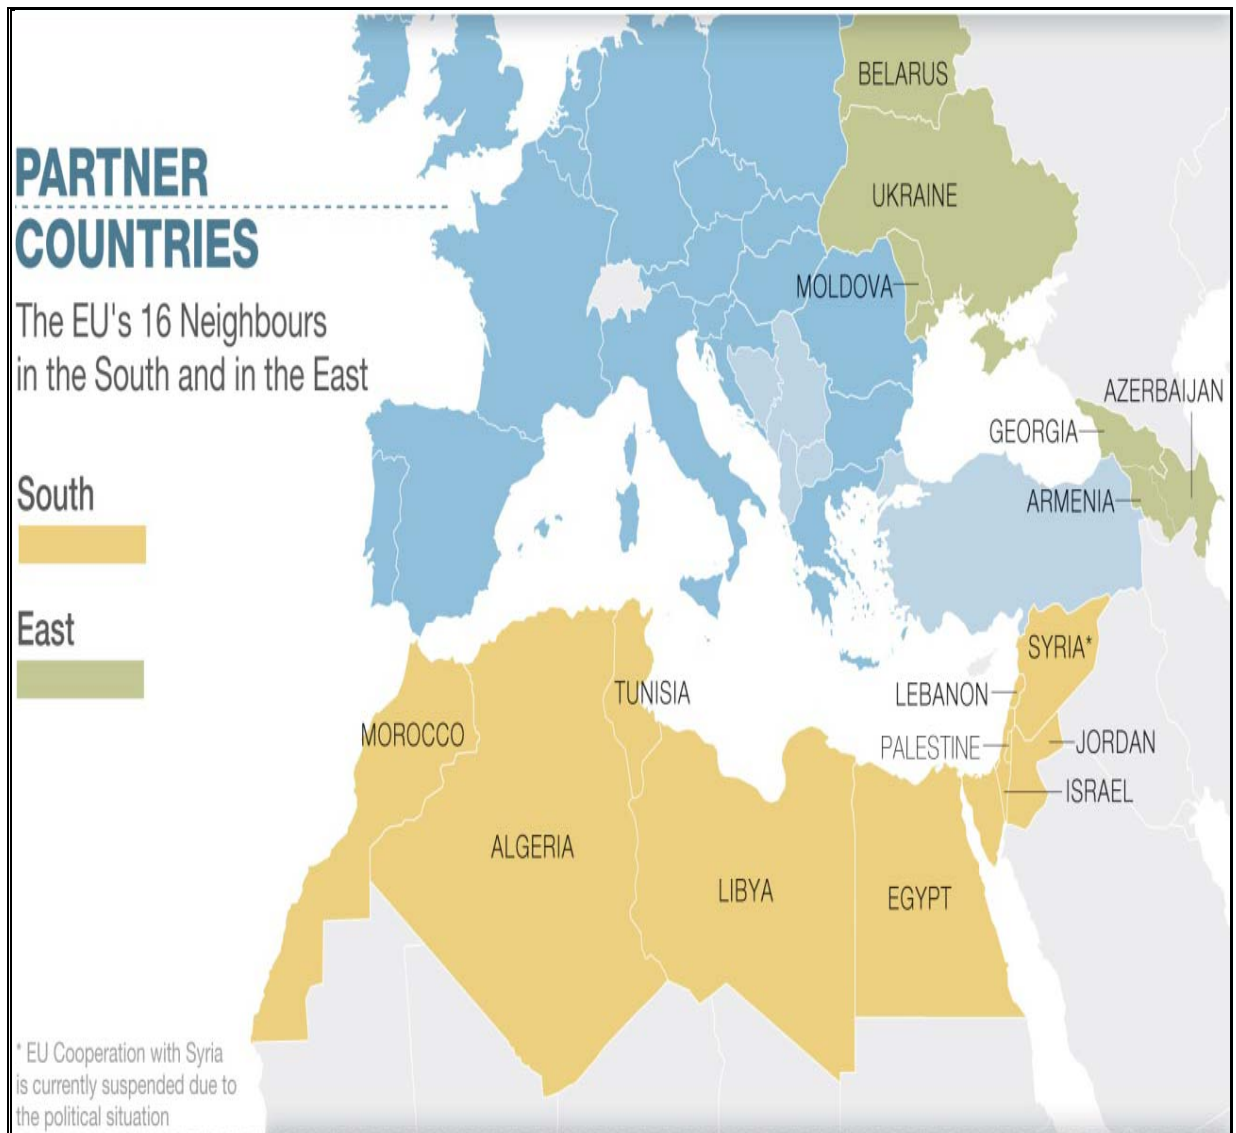 PARTNER
COUNTRIES
The EU's 16 Neighbours
in the South and in the East
South
East
BELARUS
UKRAINE
MOLDOVA
AZERBAIJAN
GEORGIA
ARMENIA
SYRIA*
LEBANON
PALESTINE
JORDAN
ISRAEL
TUNISIA
MOROCCO
ALGERIA
LIBYA
EGYPT
* EU Cooperation with Syria
is currently suspended due to
the political situation